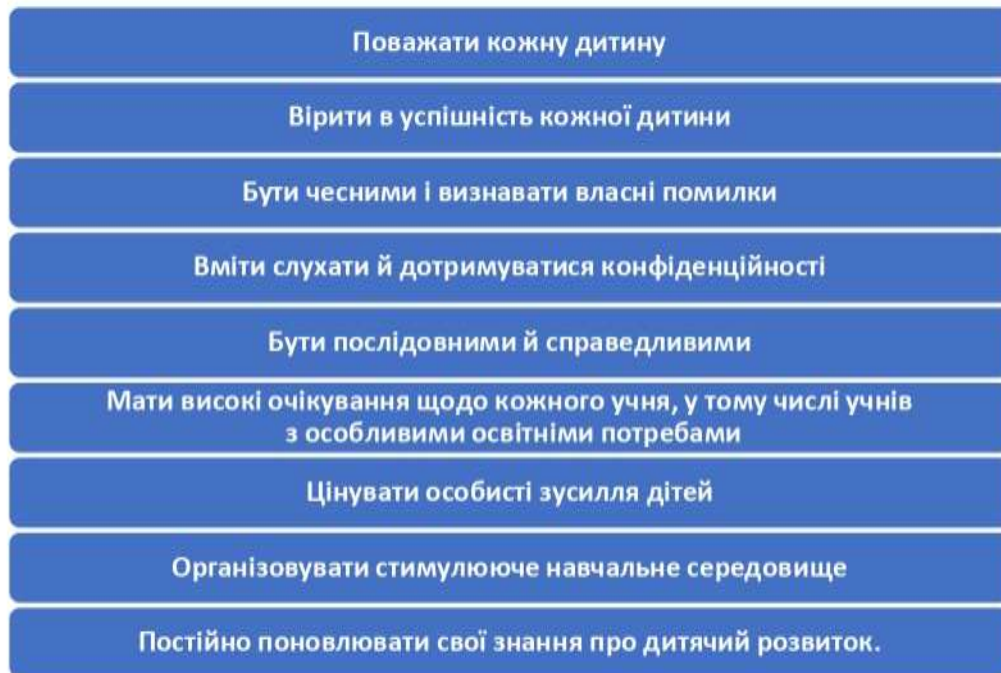 Поважати кожну дитину
Вірити в успішність кожної дитини
Бути чесними і визнавати власні помилки
Вміти слухати й дотримуватися конфіденційності
Бути послідовними й справедливими
Мати високі очікування щодо кожного учня, у тому числі учнів
з особливими освітніми потребами
Цінувати особисті зусилля дітей
Організовувати стимулююче навчальне середовище
Постійно поновлювати свої знання про дитячий розвиток.